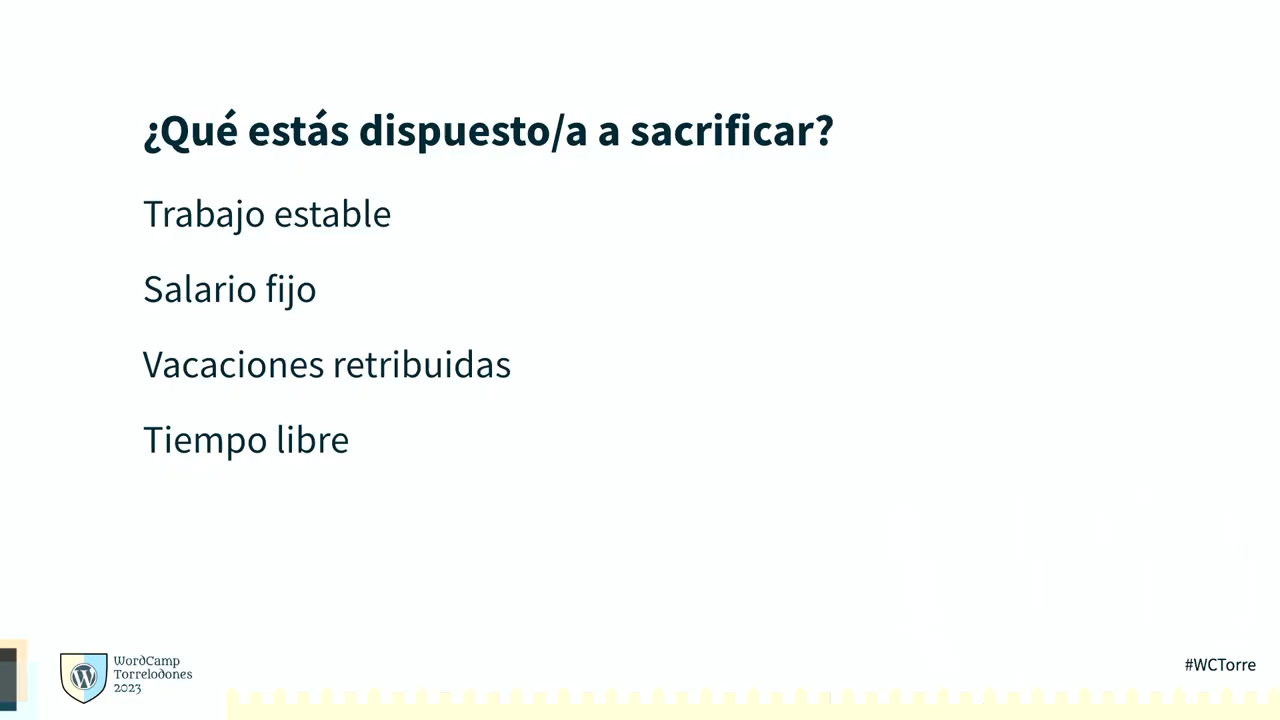 ¿Qué estás dispuesto/a a sacrificar?
Trabajo estable
Salario fijo
Vacaciones retribuidas
Tiempo libre
WordCamp
Torrelodones
2023
#WCTorre